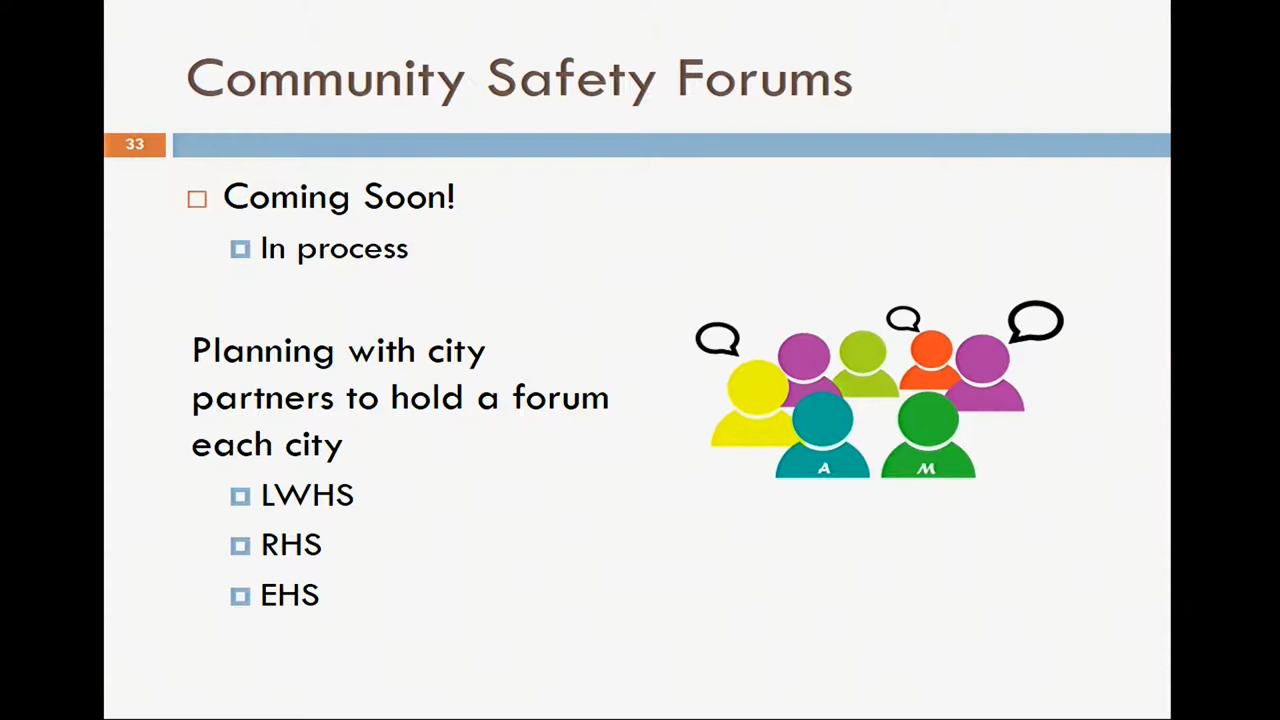 Community Safety Forums
33
Coming Soon!
In process
Planning with city
partners to hold a forum
each city
LWHS
RHS
EHS
A
M